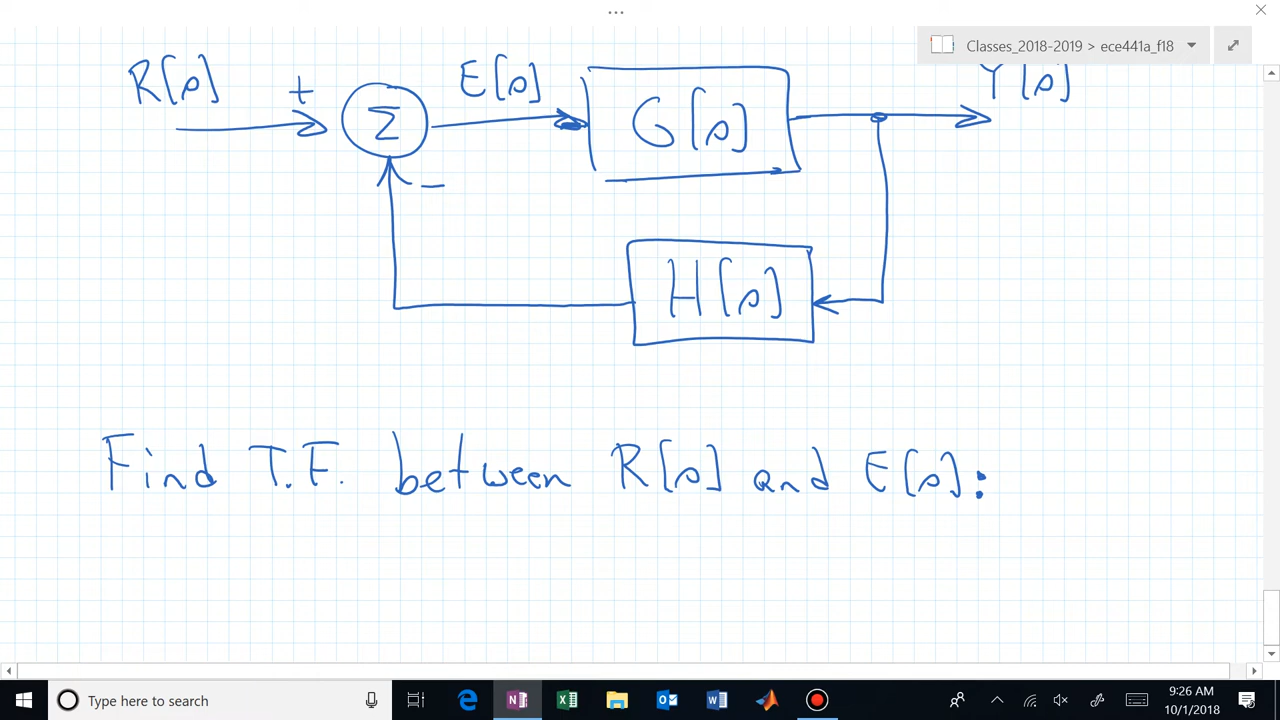 ...
Classes_2018-2019 > ece441a_f18
R[s] + Σ E[s] G[s] Y[s]
−
H[s]
Find T.F. between R[s] and E[s]:
Type here to search
9:26 AM
10/1/2018